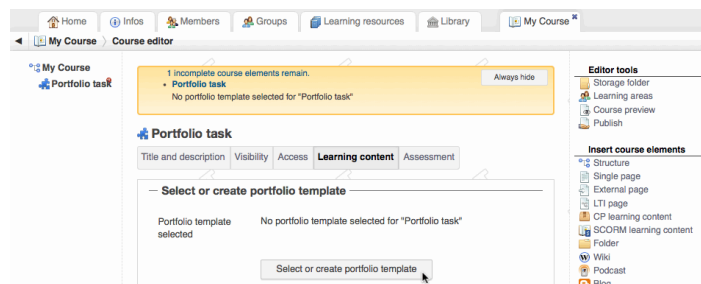 Home
Infos
Members
Groups
Learning resources
Library
My Course
My Course
Course editor
My Course
Portfolio task
1 incomplete course elements remain.
Portfolio task
No portfolio template selected for "Portfolio task"
Always hide
Portfolio task
Title and description
Visibility
Access
Learning content
Assessment
Select or create portfolio template
Portfolio template
selected
No portfolio template selected for "Portfolio task"
Select or create portfolio template
Editor tools
Storage folder
Learning areas
Course preview
Publish
Insert course elements
Structure
Single page
External page
LTI page
CP learning content
SCORM learning content
Folder
Wiki
Podcast
Blog